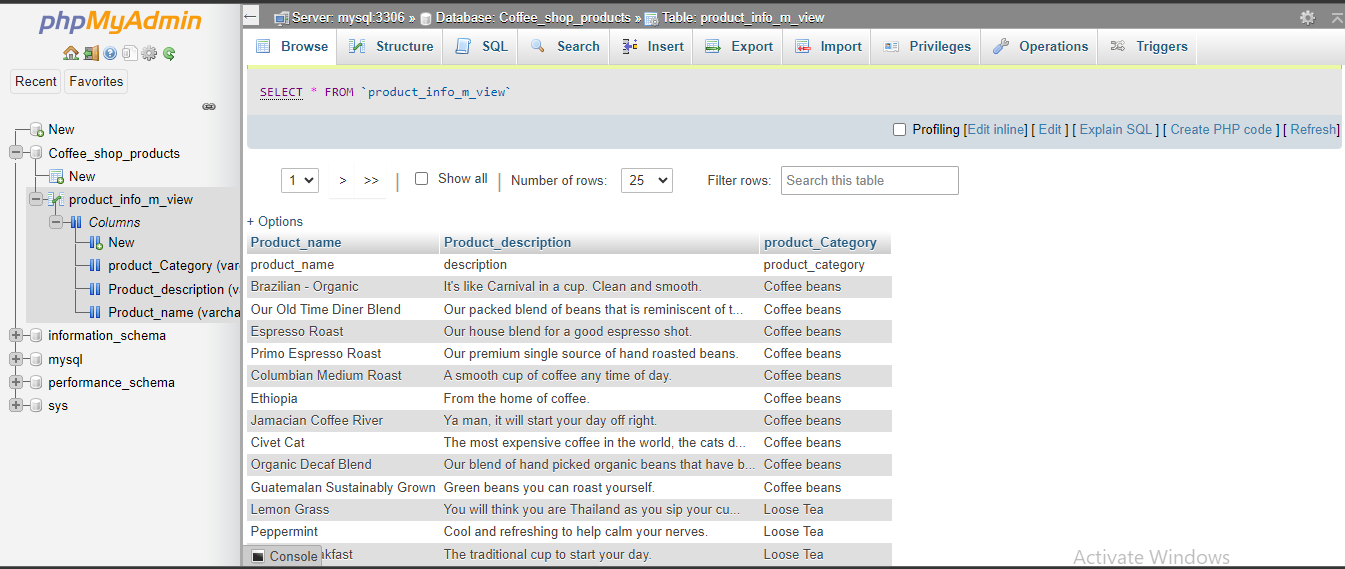 phpMyAdmin
Recent Favorites
New
Coffee_shop_products
New
product_info_m_view
Columns
New
product_Category (var
Product_description (v
Product_name (varcha
information_schema
mysql
performance_schema
sys
Server: mysql:3306 » Database: Coffee_shop_products » Table: product_info_m_view
Browse Structure SQL Search Insert Export Import Privileges Operations Triggers
SELECT * FROM `product_info_m_view`
Profiling [Edit inline] [ Edit ] [ Explain SQL ] [ Create PHP code ] [ Refresh]
1 > >> | Show all | Number of rows: 25 Filter rows: Search this table
+ Options
Product_name Product_description product_Category
product_name description product_category
Brazilian - Organic It's like Carnival in a cup. Clean and smooth. Coffee beans
Our Old Time Diner Blend Our packed blend of beans that is reminiscent of t... Coffee beans
Espresso Roast Our house blend for a good espresso shot. Coffee beans
Primo Espresso Roast Our premium single source of hand roasted beans. Coffee beans
Columbian Medium Roast A smooth cup of coffee any time of day. Coffee beans
Ethiopia From the home of coffee. Coffee beans
Jamacian Coffee River Ya man, it will start your day off right. Coffee beans
Civet Cat The most expensive coffee in the world, the cats d... Coffee beans
Organic Decaf Blend Our blend of hand picked organic beans that have b... Coffee beans
Guatemalan Sustainably Grown Green beans you can roast yourself. Coffee beans
Lemon Grass You will think you are Thailand as you sip your cu... Loose Tea
Peppermint Cool and refreshing to help calm your nerves. Loose Tea
Console kfast The traditional cup to start your day. Loose Tea
Activate Windows